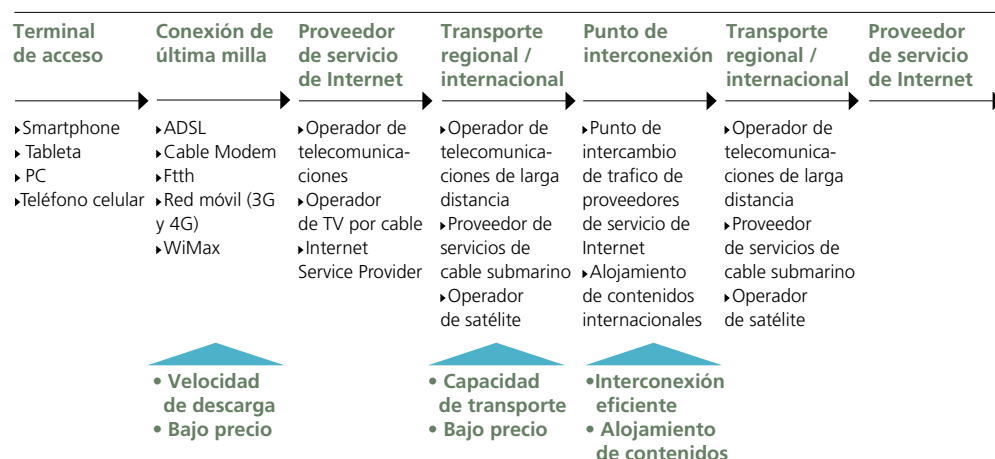 Terminal
de acceso
Conexión de
última milla
Proveedor
de servicio
de Internet
Transporte
regional /
internacional
Punto de
interconexión
Transporte
regional /
internacional
Proveedor
de servicio
de Internet
▸Smartphone
▸ Tableta
▸ PC
▸Teléfono celular
▸ADSL
▸Cable Modem
▸Ftth
▸Red móvil (3G
y 4G)
▸WiMax
▸Operador de
telecomunica-
ciones
▸Operador
de TV por cable
▸Internet
Service Provider
▸Operador de
telecomunica-
ciones de larga
distancia
▸Proveedor de
servicios de
cable submarino
▸Operador
de satélite
▸Punto de
intercambio
de trafico de
proveedores
de servicio de
Internet
▸Alojamiento
de contenidos
internacionales
▸Operador de
telecomunica-
ciones de larga
distancia
▸Proveedor
de servicios de
cable submarino
▸Operador
de satélite
• Velocidad
de descarga
• Bajo precio
• Capacidad
de transporte
• Bajo precio
•Interconexión
eficiente
• Alojamiento
de contenidos